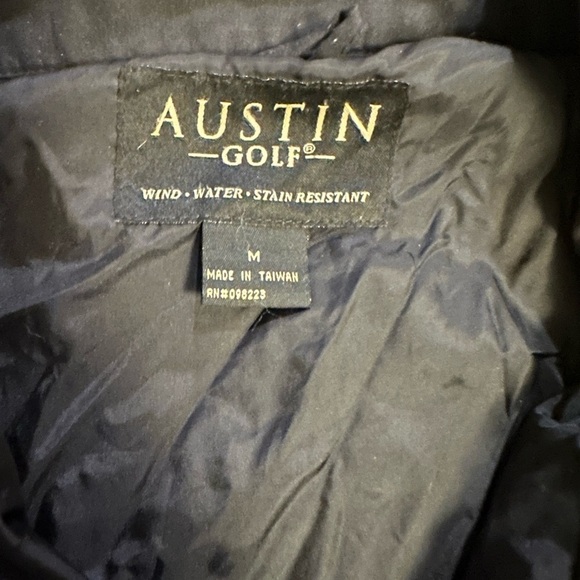 AUSTIN
—GOLF®—
WIND • WATER • STAIN RESISTANT
M
MADE IN TAIWAN
RN#098223